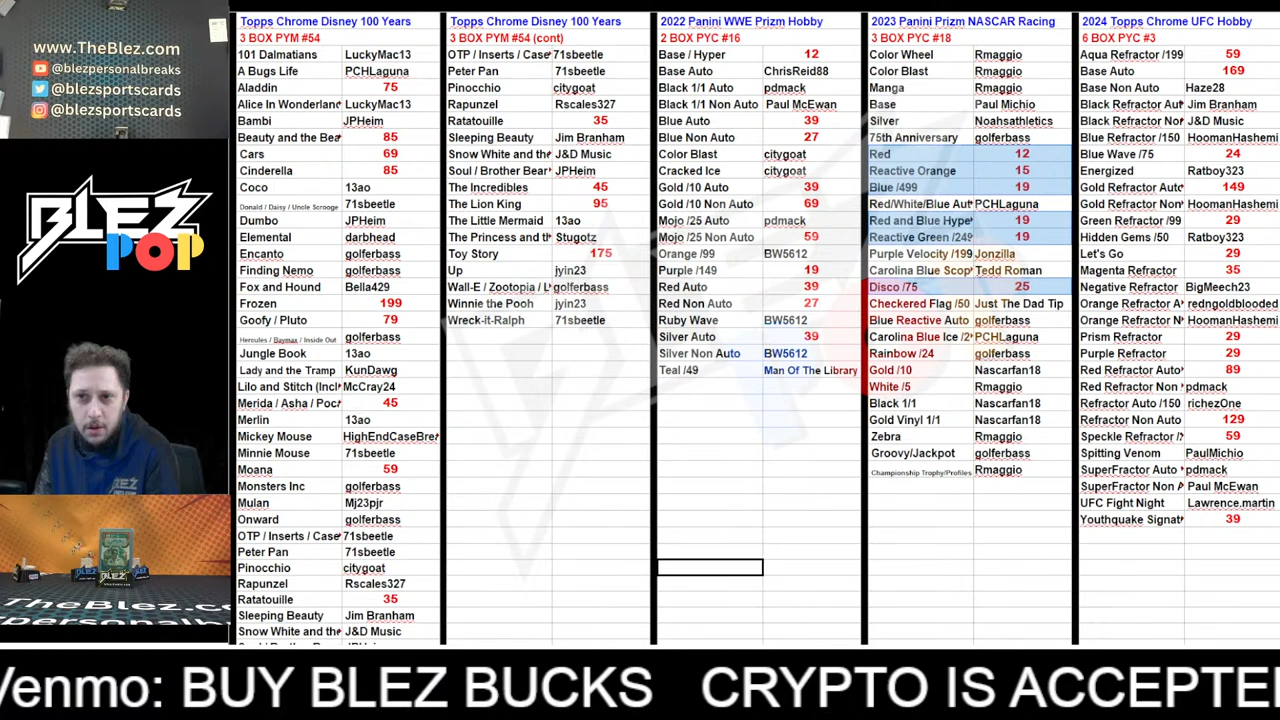 www.TheBlez.com
@blezpersonalbreaks
@blezsportscards
BLEZ
POP
BLEZ
TheBlez.c
Topps Chrome Disney 100 Years
3 BOX PYM #54
101 Dalmatians LuckyMac13
A Bugs Life PCHLaguna
Aladdin 75
Alice In Wonderlan LuckyMac13
Bambi JPHeim
Beauty and the Bea 85
Cars 69
Cinderella 85
Coco 13ao
Donald / Daisy / Uncle Scrooge 71sbeetle
Dumbo JPHeim
Elemental darbhead
Encanto golferbass
Finding Nemo golferbass
Fox and Hound Bella429
Frozen 199
Goofy / Pluto 79
Hercules / Baymax / Inside Out golferbass
Jungle Book 13ao
Lady and the Tramp KunDawg
Lilo and Stitch (Incl McCray24
Merida / Asha / Poc 45
Merlin 13ao
Mickey Mouse HighEndCaseBre
Minnie Mouse 71sbeetle
Moana 59
Monsters Inc golferbass
Mulan Mj23pjr
Onward golferbass
OTP / Inserts / Case 71sbeetle
Peter Pan 71sbeetle
Pinocchio citygoat
Rapunzel Rscales327
Ratatouille 35
Sleeping Beauty Jim Branham
Snow White and the J&D Music
Topps Chrome Disney 100 Years
3 BOX PYM #54 (cont)
OTP / Inserts / Case 71sbeetle
Peter Pan 71sbeetle
Pinocchio citygoat
Rapunzel Rscales327
Ratatouille 35
Sleeping Beauty Jim Branham
Snow White and th J&D Music
Soul / Brother Bear JPHeim
The Incredibles 45
The Lion King 95
The Little Mermaid 13ao
The Princess and th Stugotz
Toy Story 175
Up jyin23
Wall-E / Zootopia / L golferbass
Winnie the Pooh jyin23
Wreck-it-Ralph 71sbeetle
2022 Panini WWE Prizm Hobby
2 BOX PYC #16
Base / Hyper 12
Base Auto ChrisReid88
Black 1/1 Auto pdmack
Black 1/1 Non Auto Paul McEwan
Blue Auto 39
Blue Non Auto 27
Color Blast citygoat
Cracked Ice citygoat
Gold /10 Auto 39
Gold /10 Non Auto 69
Mojo /25 Auto pdmack
Mojo /25 Non Auto 59
Orange /99 BW5612
Purple /149 19
Red Auto 39
Red Non Auto 27
Ruby Wave BW5612
Silver Auto 39
Silver Non Auto BW5612
Teal /49 Man Of The Library
2023 Panini Prizm NASCAR Racing
3 BOX PYC #18
Color Wheel Rmaggio
Color Blast Rmaggio
Manga Rmaggio
Base Paul Michio
Silver Noahsathletics
75th Anniversary golferbass
Red 12
Reactive Orange 15
Blue /499 19
Red/White/Blue Aut PCHLaguna
Red and Blue Hype 19
Reactive Green /249 19
Purple Velocity /199 Jonzilla
Carolina Blue Scop Tedd Roman
Disco /75 25
Checkered Flag /50 Just The Dad Tip
Blue Reactive Auto golferbass
Carolina Blue Ice /2 PCHLaguna
Rainbow /24 golferbass
Gold /10 Nascarfan18
White /5 Rmaggio
Black 1/1 Nascarfan18
Gold Vinyl 1/1 Nascarfan18
Zebra Rmaggio
Groovy/Jackpot golferbass
Championship Trophy/Profiles Rmaggio
2024 Topps Chrome UFC Hobby
6 BOX PYC #3
Aqua Refractor /199 59
Base Auto 169
Base Non Auto Haze28
Black Refractor Aut Jim Branham
Black Refractor No J&D Music
Blue Refractor /150 HoomanHashemi
Blue Wave /75 24
Energized Ratboy323
Gold Refractor Aut 149
Gold Refractor Non HoomanHashemi
Green Refractor /99 29
Hidden Gems /50 Ratboy323
Let's Go 29
Magenta Refractor 35
Negative Refractor BigMeech23
Orange Refractor A redngoldblooded
Orange Refractor N HoomanHashemi
Prism Refractor 29
Purple Refractor 29
Red Refractor Auto 89
Red Refractor Non pdmack
Refractor Auto /150 richezOne
Refractor Non Auto 129
Speckle Refractor /2 59
Spitting Venom PaulMichio
SuperFractor Auto pdmack
SuperFractor Non A Paul McEwan
UFC Fight Night Lawrence.martin
Youthquake Signat 39
Venmo: BUY BLEZ BUCKS CRYPTO IS ACCEPTE